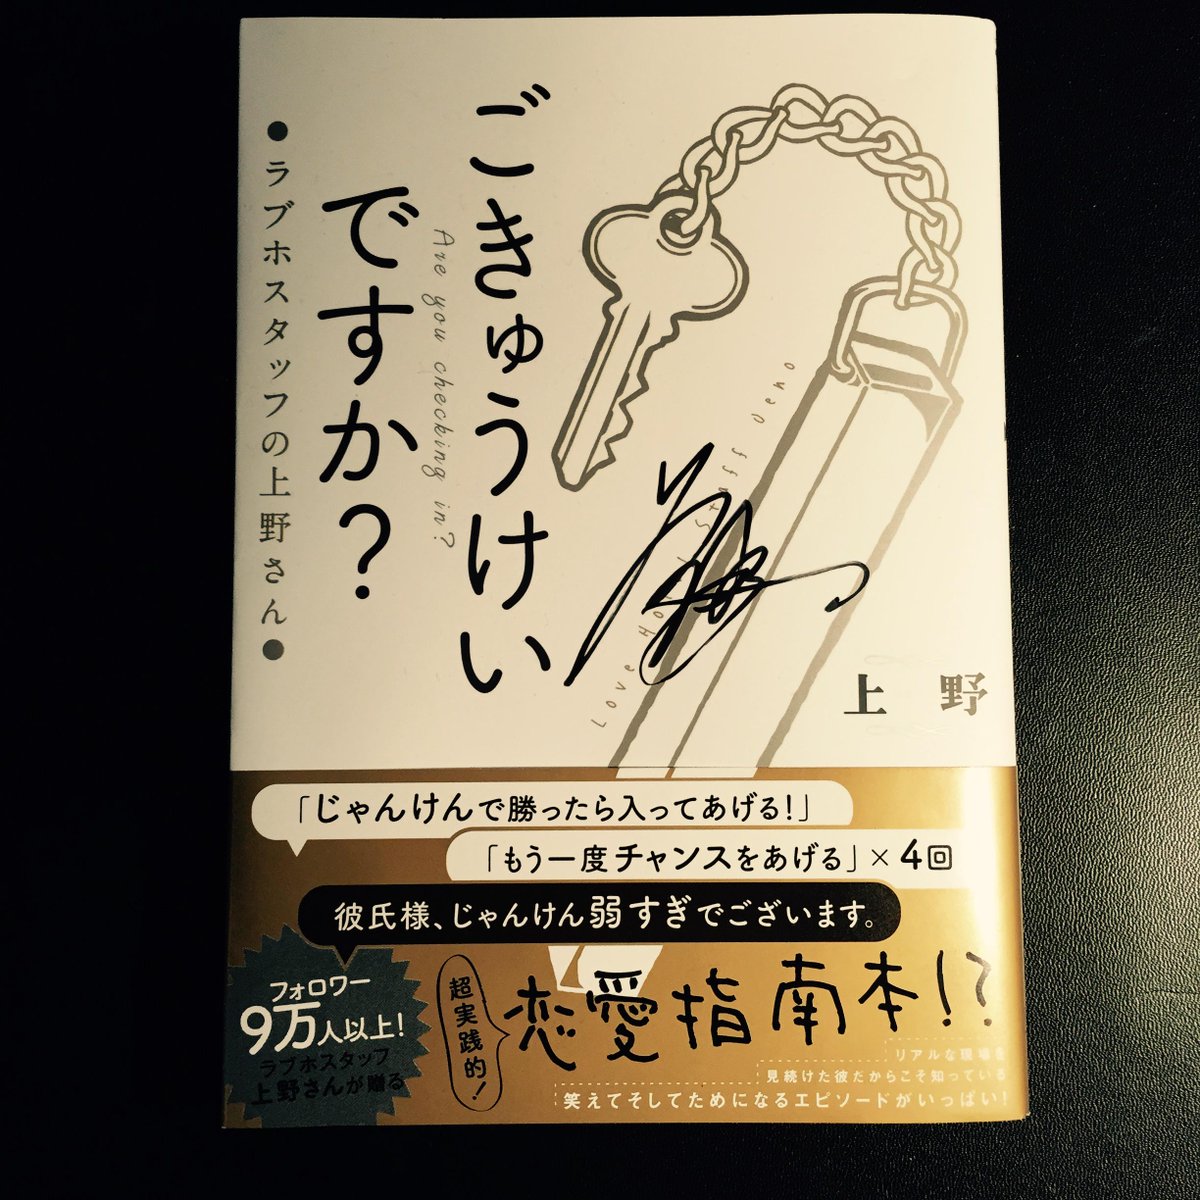 ごきゅうけい
ですか?
Are you checking in?
●ラブホスタッフの上野さん●
Love Hotel Staff Ueno
上野
「じゃんけんで勝ったら入ってあげる!」
「もう一度チャンスをあげる」×4回
彼氏様、じゃんけん弱すぎでございます。
フォロワー
9万人以上!
ラブホスタッフ
上野さんが贈る
超実践的!
恋愛指南本!?
リアルな現場を
見続けた彼だからこそ知っている
笑えてそしてためになるエピソードがいっぱい!